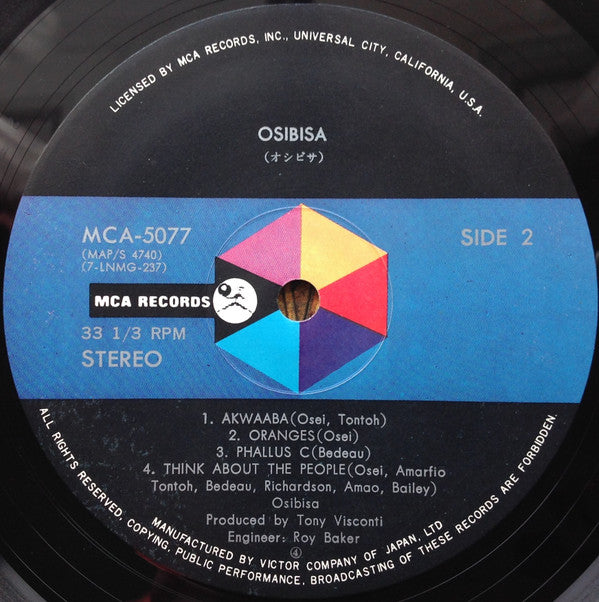 LICENSED BY MCA RECORDS, INC., UNIVERSAL CITY, CALIFORNIA, U.S.A.
OSIBISA
(オシビサ)
MCA-5077
(MAP/S 4740)
(7-LNMG-237)
SIDE 2
MCA RECORDS
33 1/3 RPM
STEREO
1. AKWAABA(Osei, Tontoh)
2. ORANGES(Osei)
3. PHALLUS C(Bedeau)
4. THINK ABOUT THE PEOPLE(Osei, Amarfio
Tontoh, Bedeau, Richardson, Amao, Bailey)
Osibisa
Produced by Tony Visconti
Engineer: Roy Baker
④
MANUFACTURED BY VICTOR COMPANY OF JAPAN, LTD
ALL RIGHTS RESERVED. COPYING, PUBLIC PERFORMANCE, BROADCASTING OF THESE RECORDS ARE FORBIDDEN.